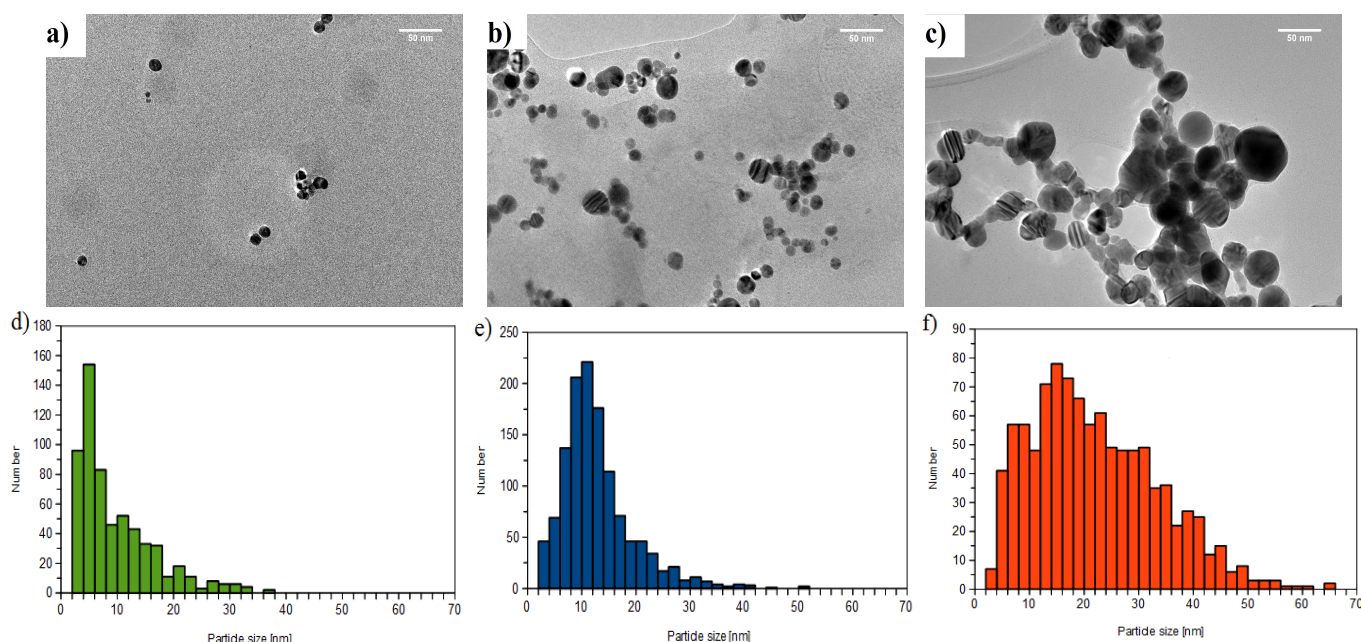 a)
50 nm
b)
50 nm
c)
50 nm
d)
180
160
140
120
100
80
60
40
20
0
Number
0 10 20 30 40 50 60 70
Particle size [nm]
e)
250
200
150
100
50
0
Number
0 10 20 30 40 50 60 70
Particle size [nm]
f)
90
80
70
60
50
40
30
20
10
0
Number
0 10 20 30 40 50 60 70
Particle size [nm]